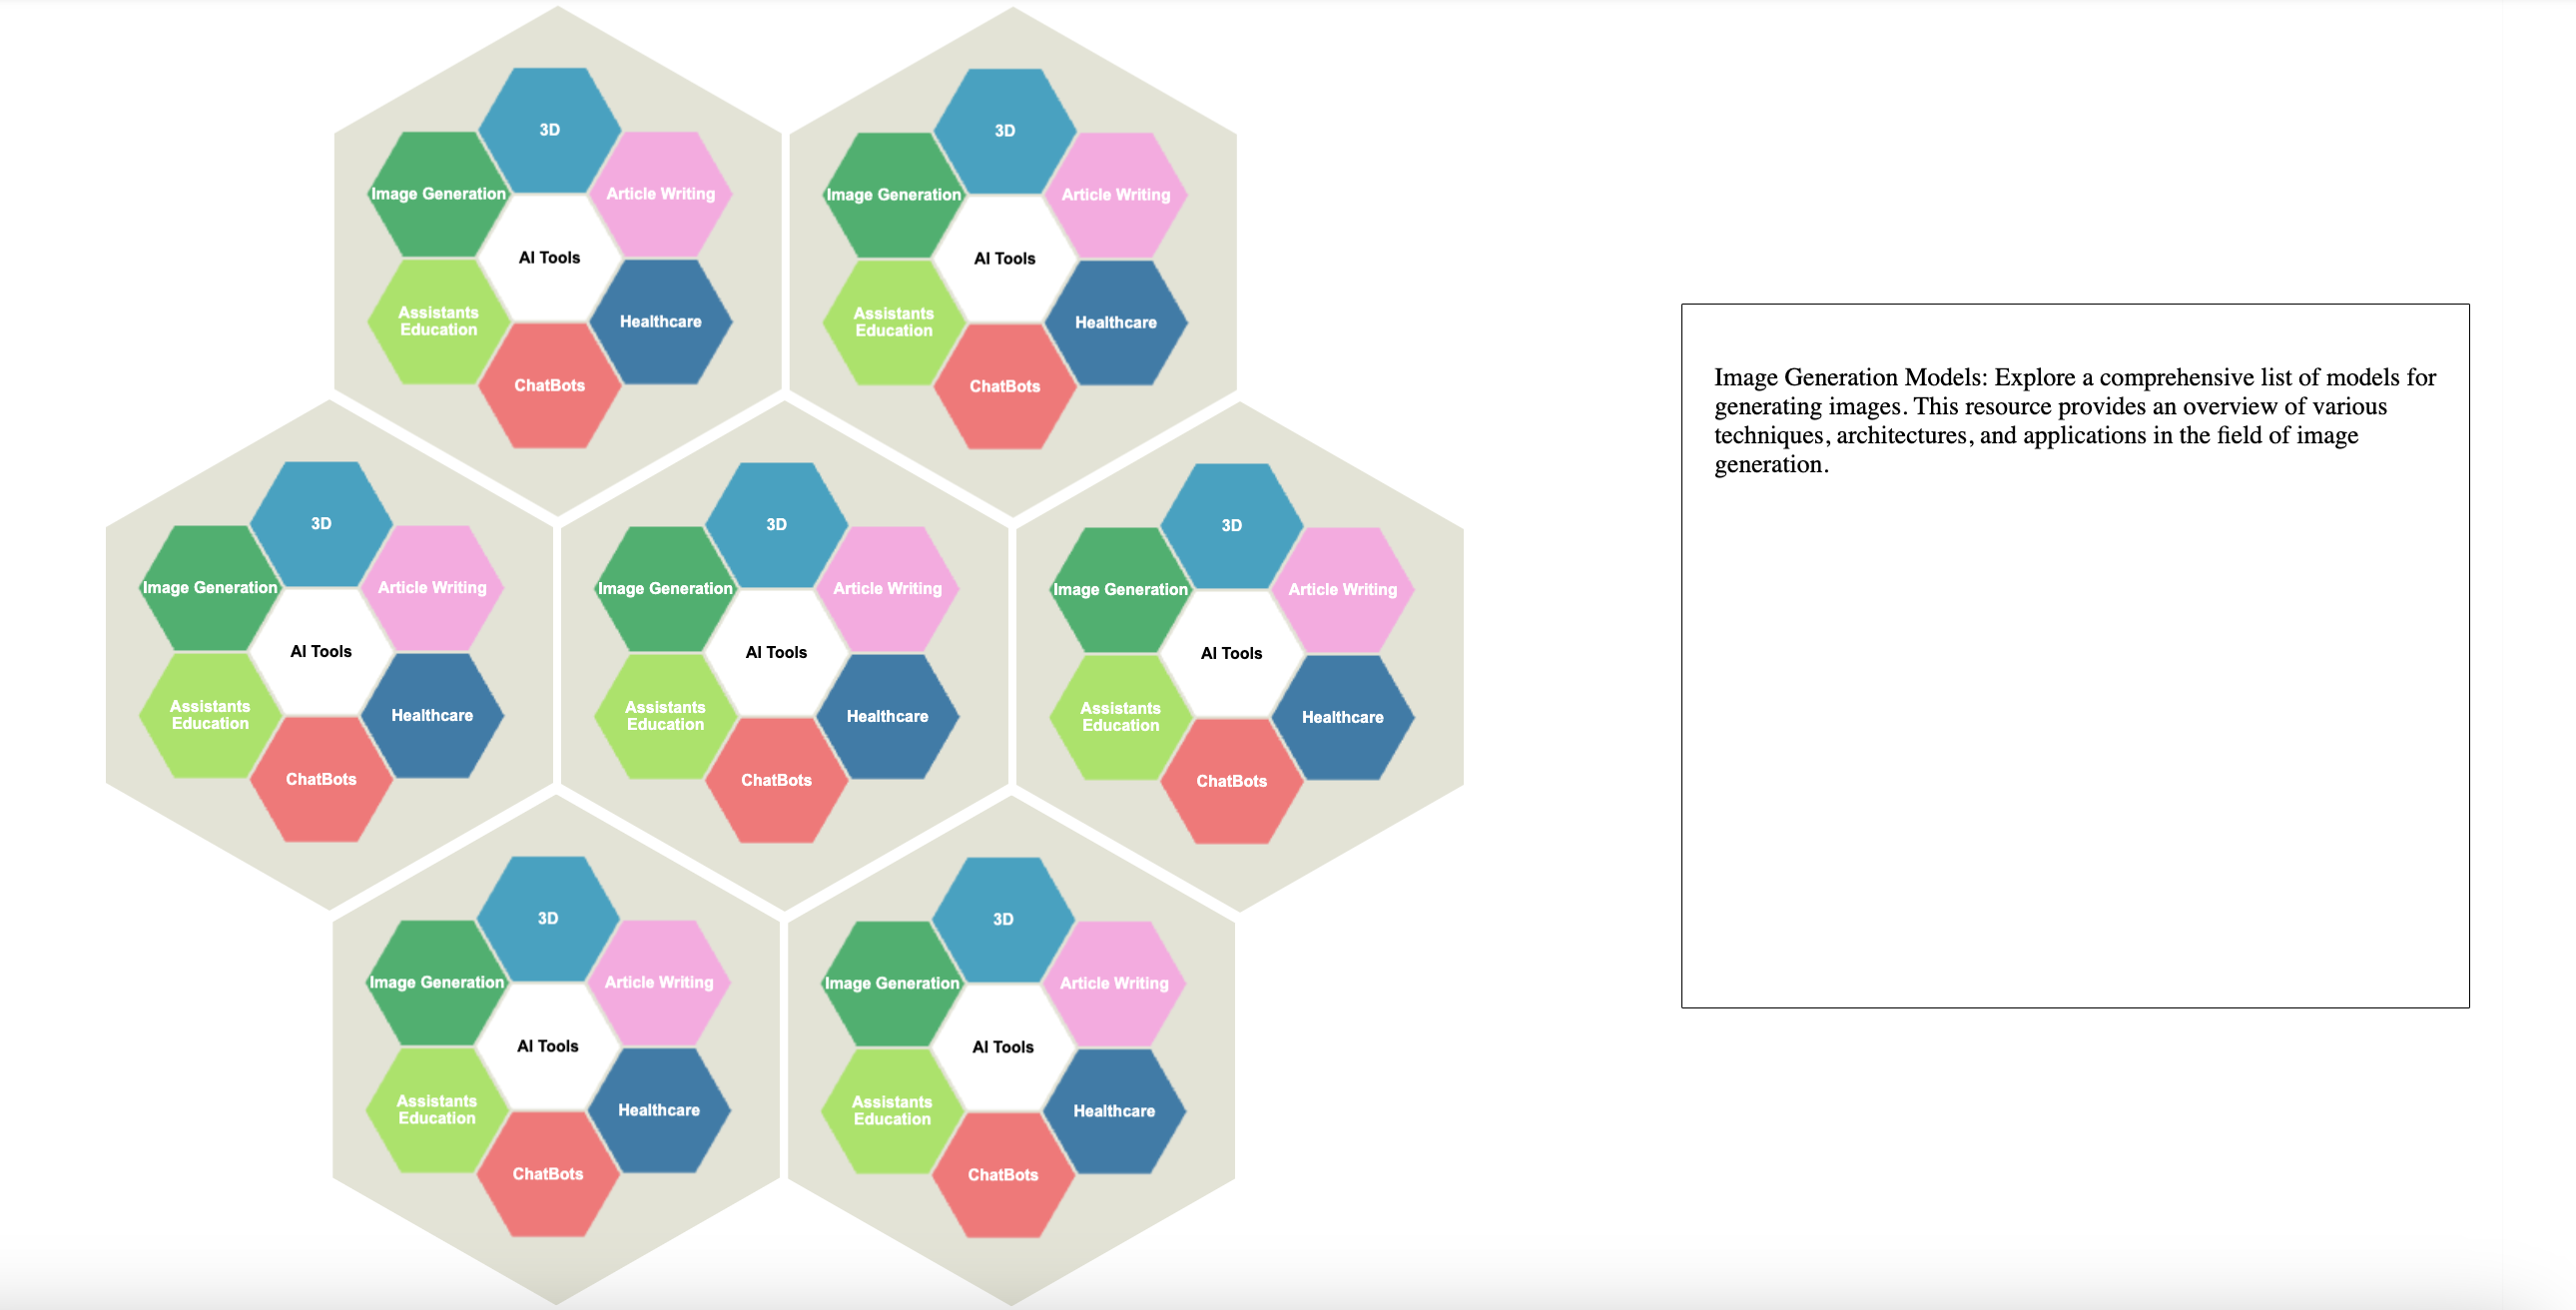 3D
Image Generation
Article Writing
AI Tools
Assistants
Education
Healthcare
ChatBots
3D
Image Generation
Article Writing
AI Tools
Assistants
Education
Healthcare
ChatBots
3D
Image Generation
Article Writing
AI Tools
Assistants
Education
Healthcare
ChatBots
3D
Image Generation
Article Writing
AI Tools
Assistants
Education
Healthcare
ChatBots
3D
Image Generation
Article Writing
AI Tools
Assistants
Education
Healthcare
ChatBots
3D
Image Generation
Article Writing
AI Tools
Assistants
Education
Healthcare
ChatBots
3D
Image Generation
Article Writing
AI Tools
Assistants
Education
Healthcare
ChatBots
Image Generation Models: Explore a comprehensive list of models for
generating images. This resource provides an overview of various
techniques, architectures, and applications in the field of image
generation.